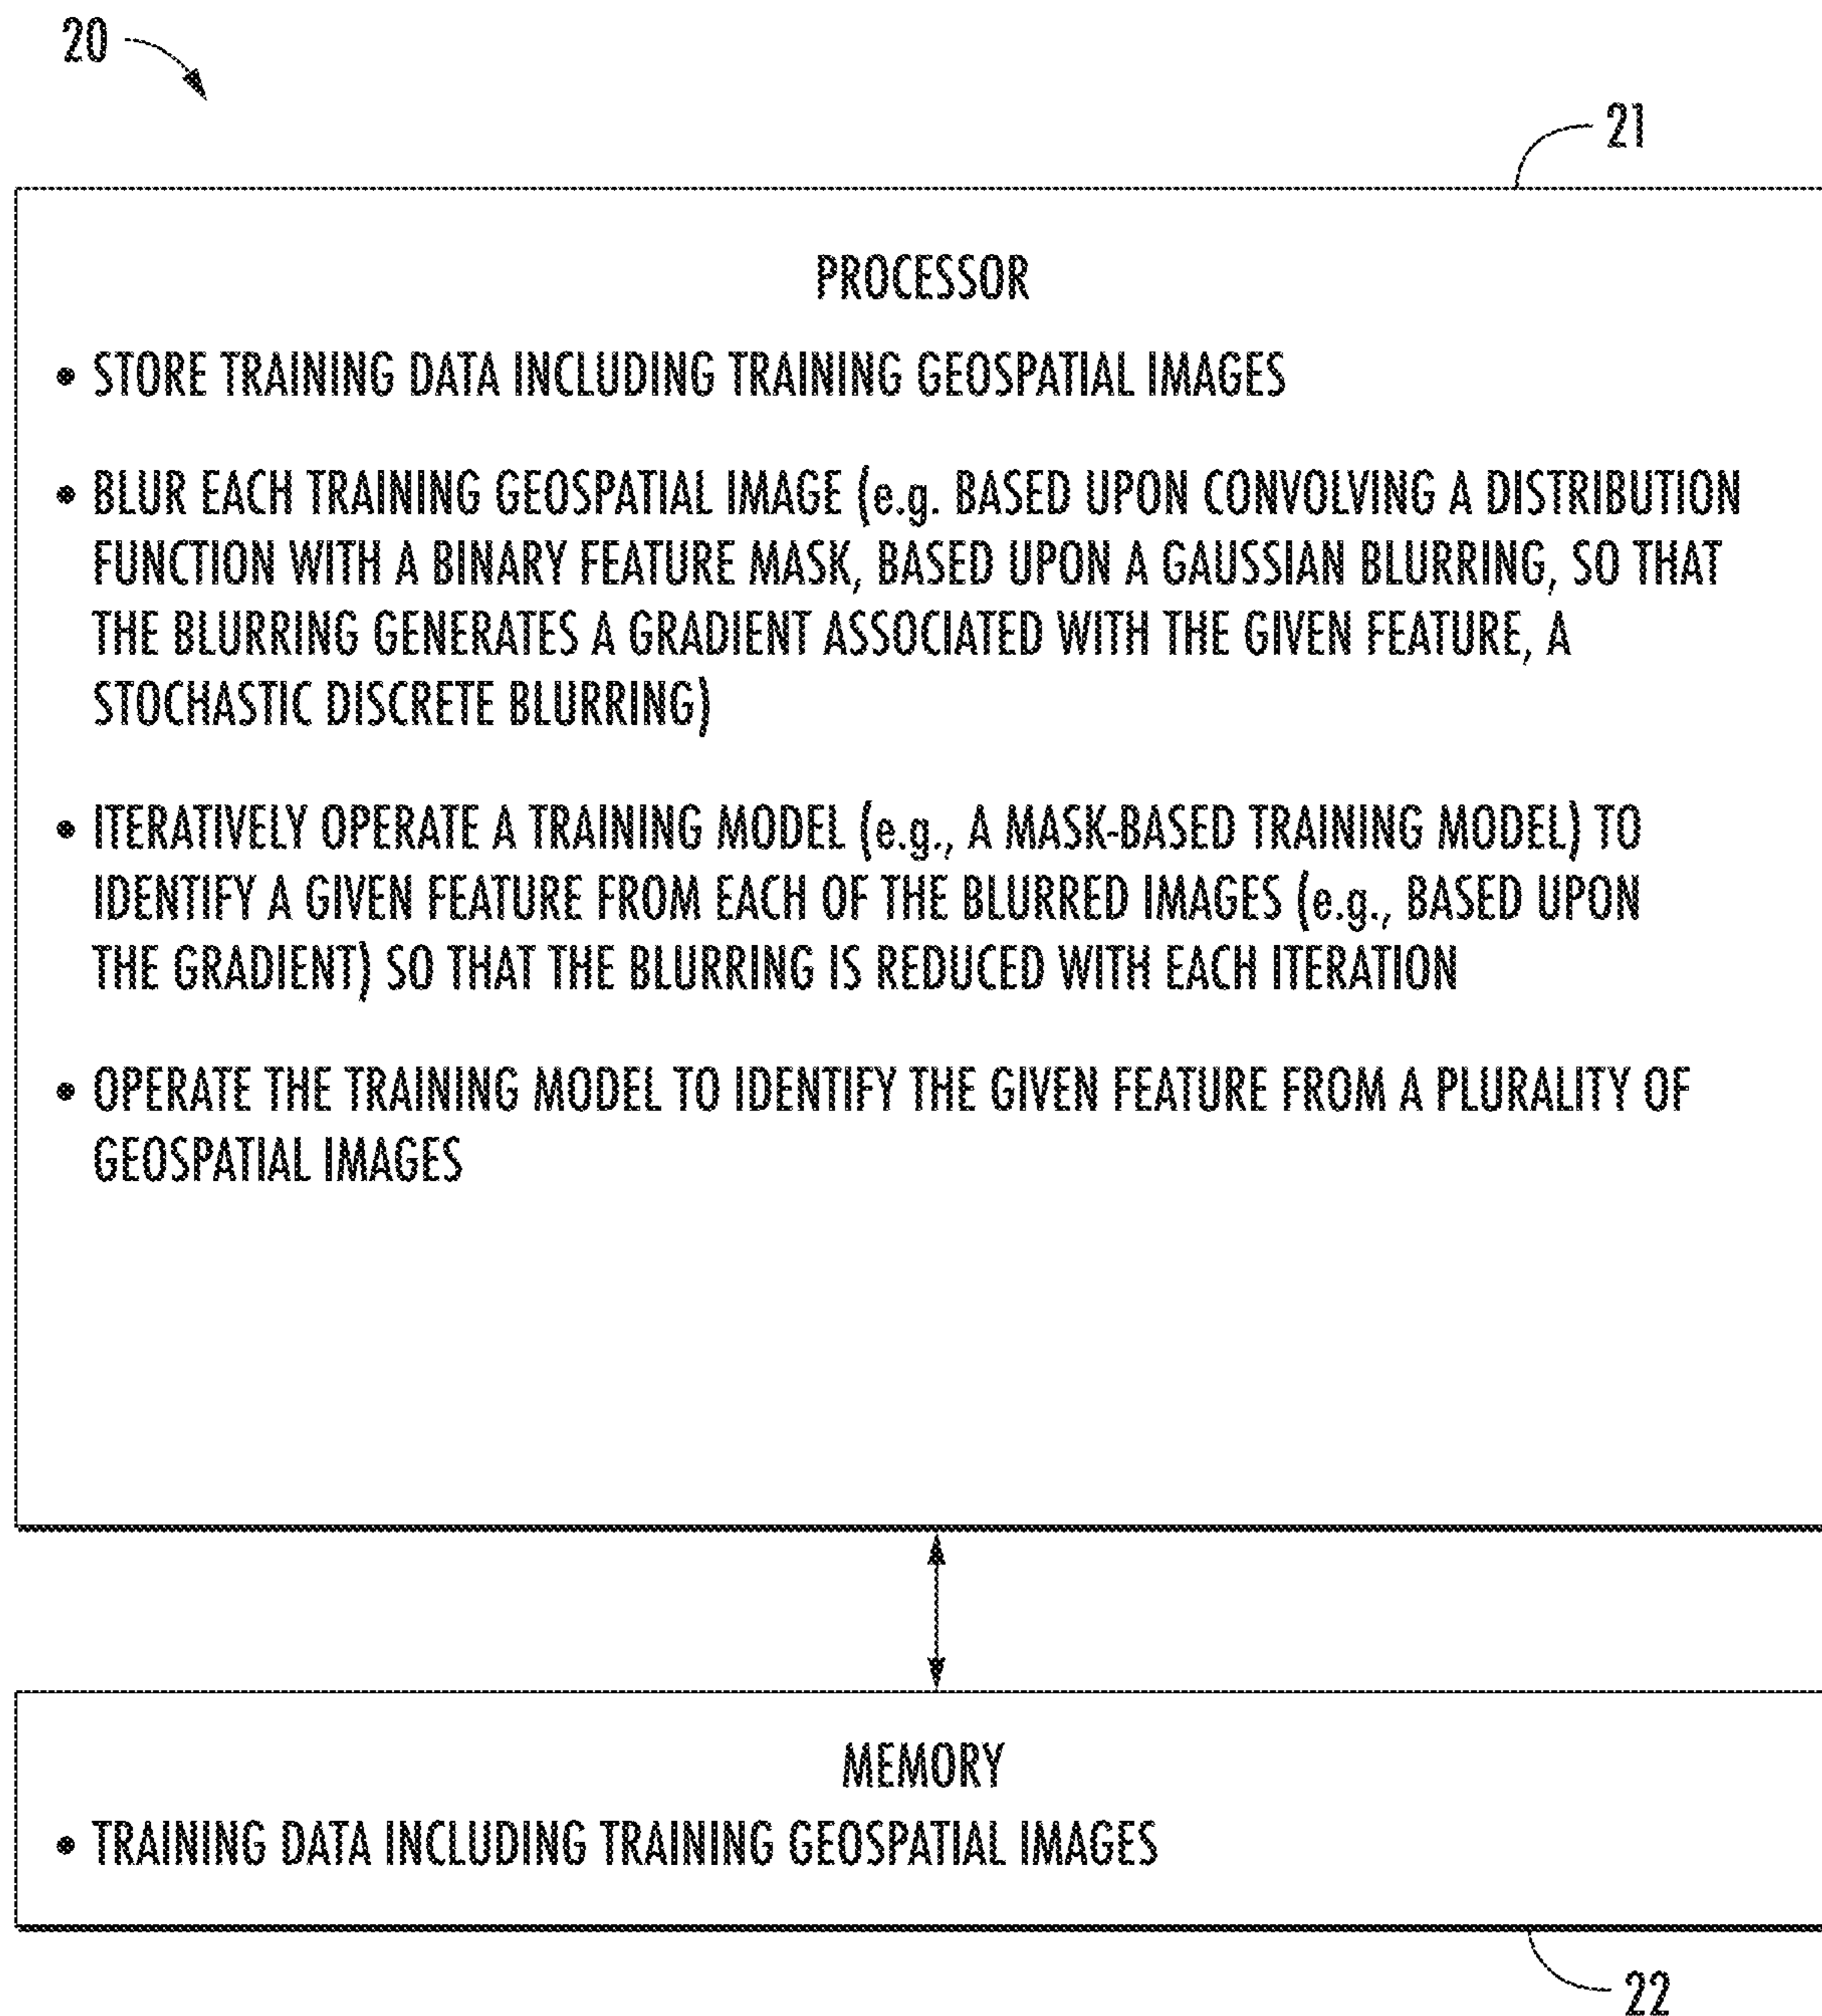 20
21
PROCESSOR
• STORE TRAINING DATA INCLUDING TRAINING GEOSPATIAL IMAGES
• BLUR EACH TRAINING GEOSPATIAL IMAGE (e.g. BASED UPON CONVOLVING A DISTRIBUTION
FUNCTION WITH A BINARY FEATURE MASK, BASED UPON A GAUSSIAN BLURRING, SO THAT
THE BLURRING GENERATES A GRADIENT ASSOCIATED WITH THE GIVEN FEATURE, A
STOCHASTIC DISCRETE BLURRING)
• ITERATIVELY OPERATE A TRAINING MODEL (e.g., A MASK-BASED TRAINING MODEL) TO
IDENTIFY A GIVEN FEATURE FROM EACH OF THE BLURRED IMAGES (e.g., BASED UPON
THE GRADIENT) SO THAT THE BLURRING IS REDUCED WITH EACH ITERATION
• OPERATE THE TRAINING MODEL TO IDENTIFY THE GIVEN FEATURE FROM A PLURALITY OF
GEOSPATIAL IMAGES
MEMORY
• TRAINING DATA INCLUDING TRAINING GEOSPATIAL IMAGES
22